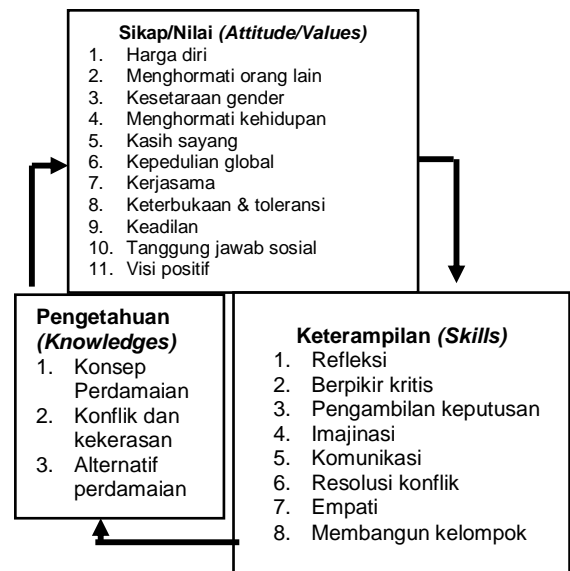 Sikap/Nilai (Attitude/Values)
1. Harga diri
2. Menghormati orang lain
3. Kesetaraan gender
4. Menghormati kehidupan
5. Kasih sayang
6. Kepedulian global
7. Kerjasama
8. Keterbukaan & toleransi
9. Keadilan
10. Tanggung jawab sosial
11. Visi positif
Pengetahuan
(Knowledges)
1. Konsep
Perdamaian
2. Konflik dan
kekerasan
3. Alternatif
perdamaian
Keterampilan (Skills)
1. Refleksi
2. Berpikir kritis
3. Pengambilan keputusan
4. Imajinasi
5. Komunikasi
6. Resolusi konflik
7. Empati
8. Membangun kelompok